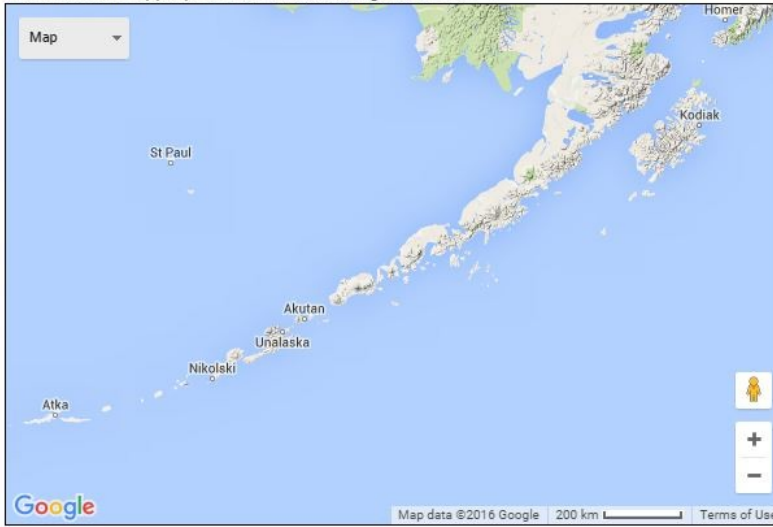 Homer
Map
Kodiak
St Paul
Akutan
Unalaska
Nikolski
Atka
+
−
Google
Map data ©2016 Google
200 km
Terms of Use